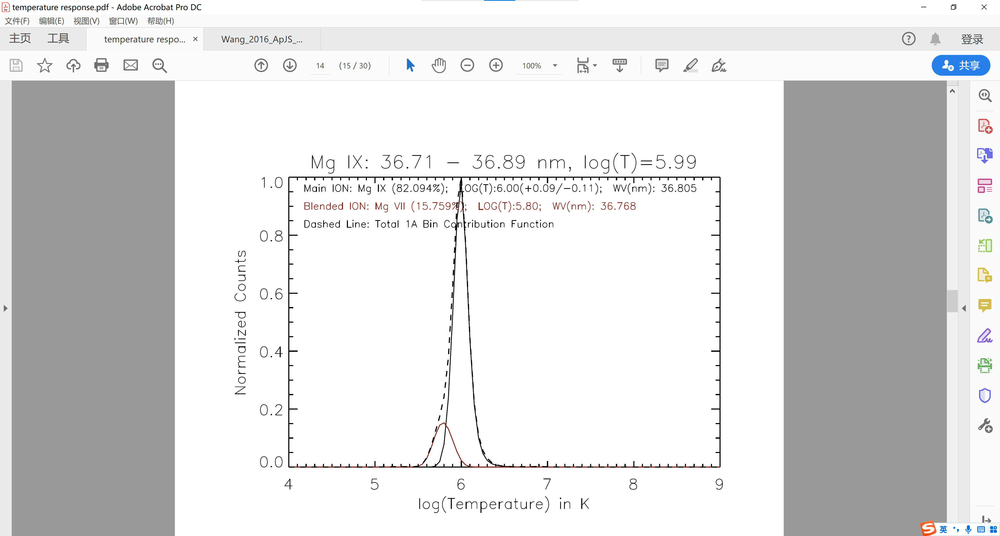 temperature response.pdf - Adobe Acrobat Pro DC
文件(F) 编辑(E) 视图(V) 窗口(W) 帮助(H)
主页 工具 temperature respo... × Wang_2016_ApJS_... 登录
14 (15 / 30) 100% 共享
Mg IX: 36.71 − 36.89 nm, log(T)=5.99
Main ION: Mg IX (82.094%); LOG(T):6.00(+0.09/−0.11); WV(nm): 36.805
Blended ION: Mg VII (15.759%); LOG(T):5.80; WV(nm): 36.768
Dashed Line: Total 1A Bin Contribution Function
1.0
0.8
0.6
0.4
0.2
0.0
Normalized Counts
4 5 6 7 8 9
log(Temperature) in K
英